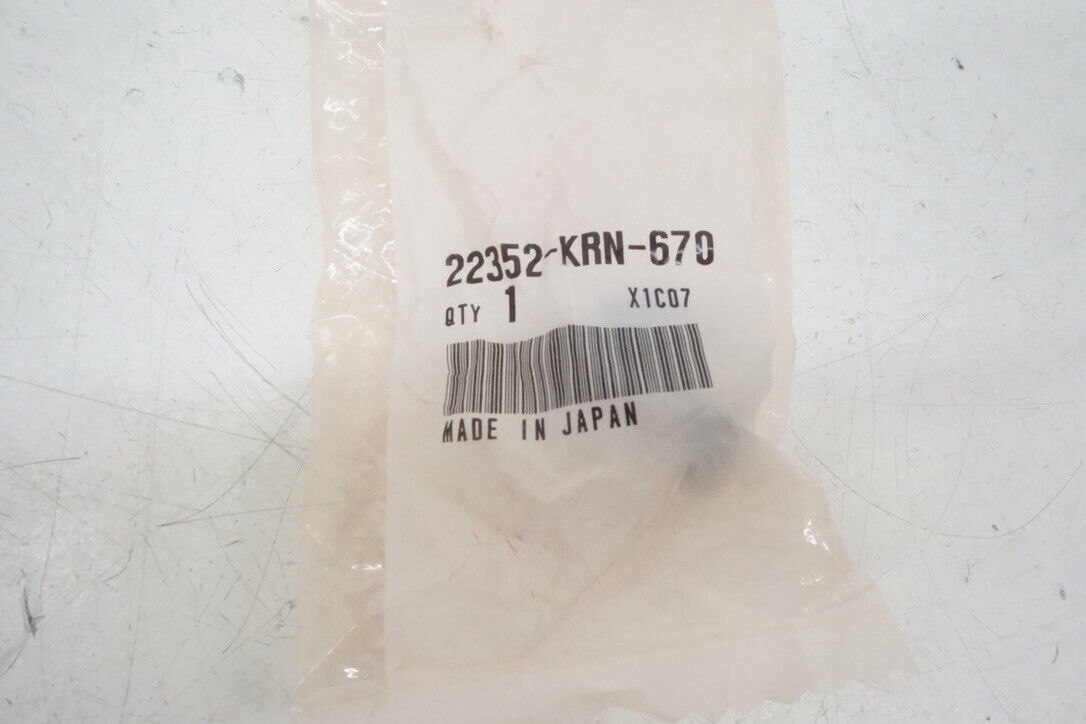 22352-KRN-670
QTY 1 X1C07
MADE IN JAPAN